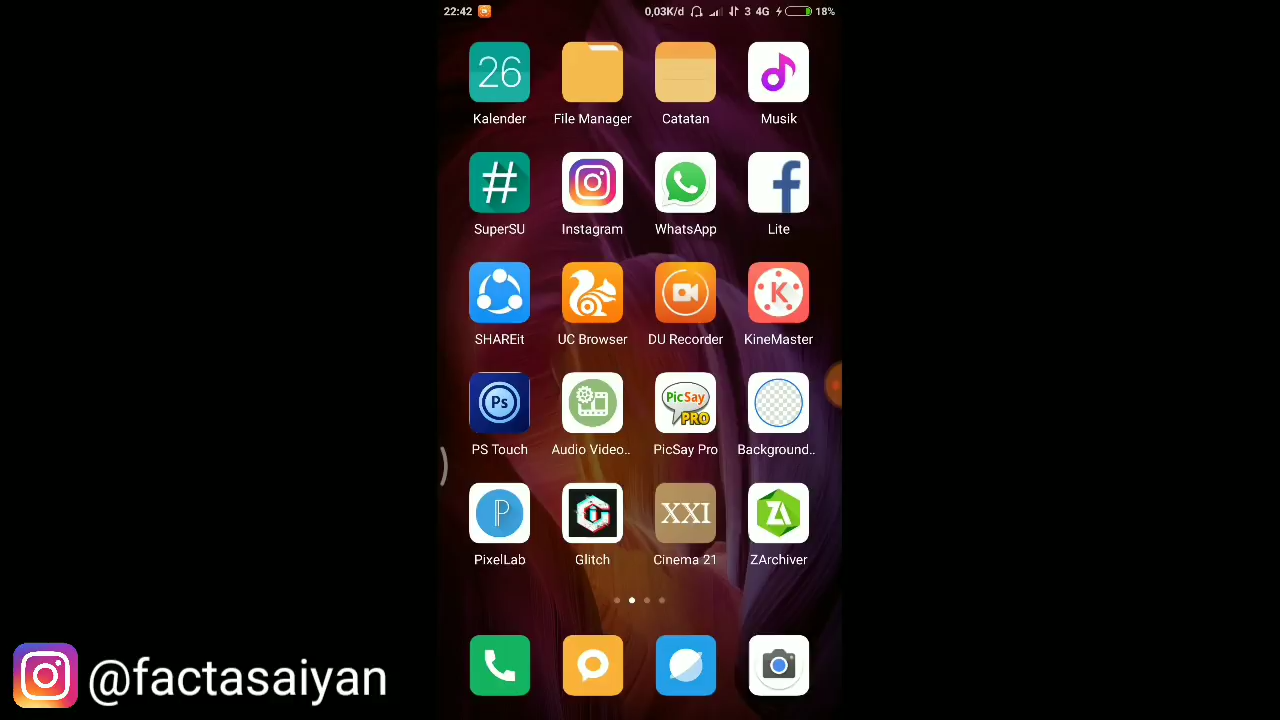 22:42 0,03K/d 3 4G 18%
26
Kalender File Manager Catatan Musik
#
SuperSU Instagram WhatsApp Lite
K
SHAREit UC Browser DU Recorder KineMaster
Ps PicSay PRO
PS Touch Audio Video.. PicSay Pro Background..
P G XXI ZA
PixelLab Glitch Cinema 21 ZArchiver
@factasaiyan